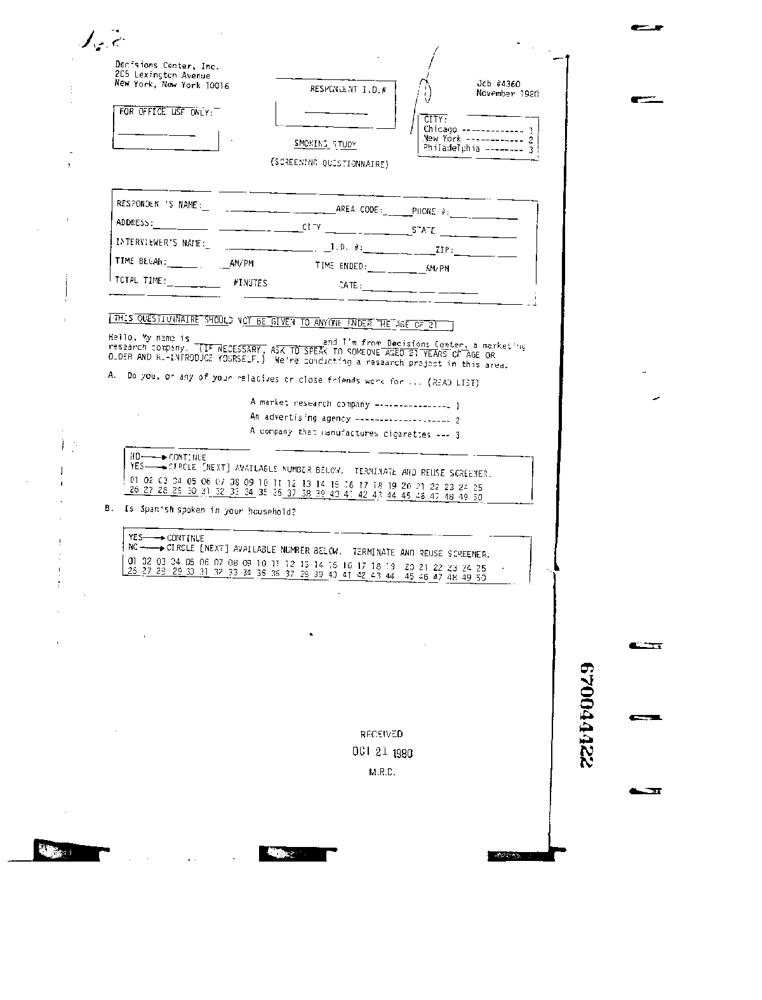 Decisions Center, Inc.
205 Lexington Avenue
New York, New York 10016
RESPONDENT I.D.#
Job #4360
November 1980
FOR OFFICE USE ONLY:
CITY:
Chicago ------------ 1
New York ----------- 2
Philadelphia -------- 3
SMOKING STUDY
(SCREENING QUESTIONNAIRE)
RESPONDENT'S NAME: AREA CODE: PHONE #:
ADDRESS: CITY STATE
INTERVIEWER'S NAME: I.D. #: ZIP:
TIME BEGAN: AM/PM TIME ENDED: AM/PM
TOTAL TIME: MINUTES DATE:
THIS QUESTIONNAIRE SHOULD NOT BE GIVEN TO ANYONE UNDER THE AGE OF 21
Hello, My name is and I'm from Decisions Center, a marketing
research company. (IF NECESSARY, ASK TO SPEAK TO SOMEONE AGED 21 YEARS OF AGE OR
OLDER AND RE-INTRODUCE YOURSELF.) We're conducting a research project in this area.
A. Do you, or any of your relatives or close friends work for ... (READ LIST)
A market research company --------------- 1
An advertising agency ------------------- 2
A company that manufactures cigarettes --- 3
NO→CONTINUE
YES→CIRCLE [NEXT] AVAILABLE NUMBER BELOW. TERMINATE AND REUSE SCREENER.
01 02 03 04 05 06 07 08 09 10 11 12 13 14 15 16 17 18 19 20 21 22 23 24 25
26 27 28 29 30 31 32 33 34 35 36 37 38 39 40 41 42 43 44 45 46 47 48 49 50
B. Is Spanish spoken in your household?
YES→CONTINUE
NO→CIRCLE [NEXT] AVAILABLE NUMBER BELOW. TERMINATE AND REUSE SCREENER.
01 02 03 04 05 06 07 08 09 10 11 12 13 14 15 16 17 18 19 20 21 22 23 24 25
26 27 28 29 30 31 32 33 34 35 36 37 38 39 40 41 42 43 44 45 46 47 48 49 50
RECEIVED
OCT 21 1980
M.R.D.
670044422